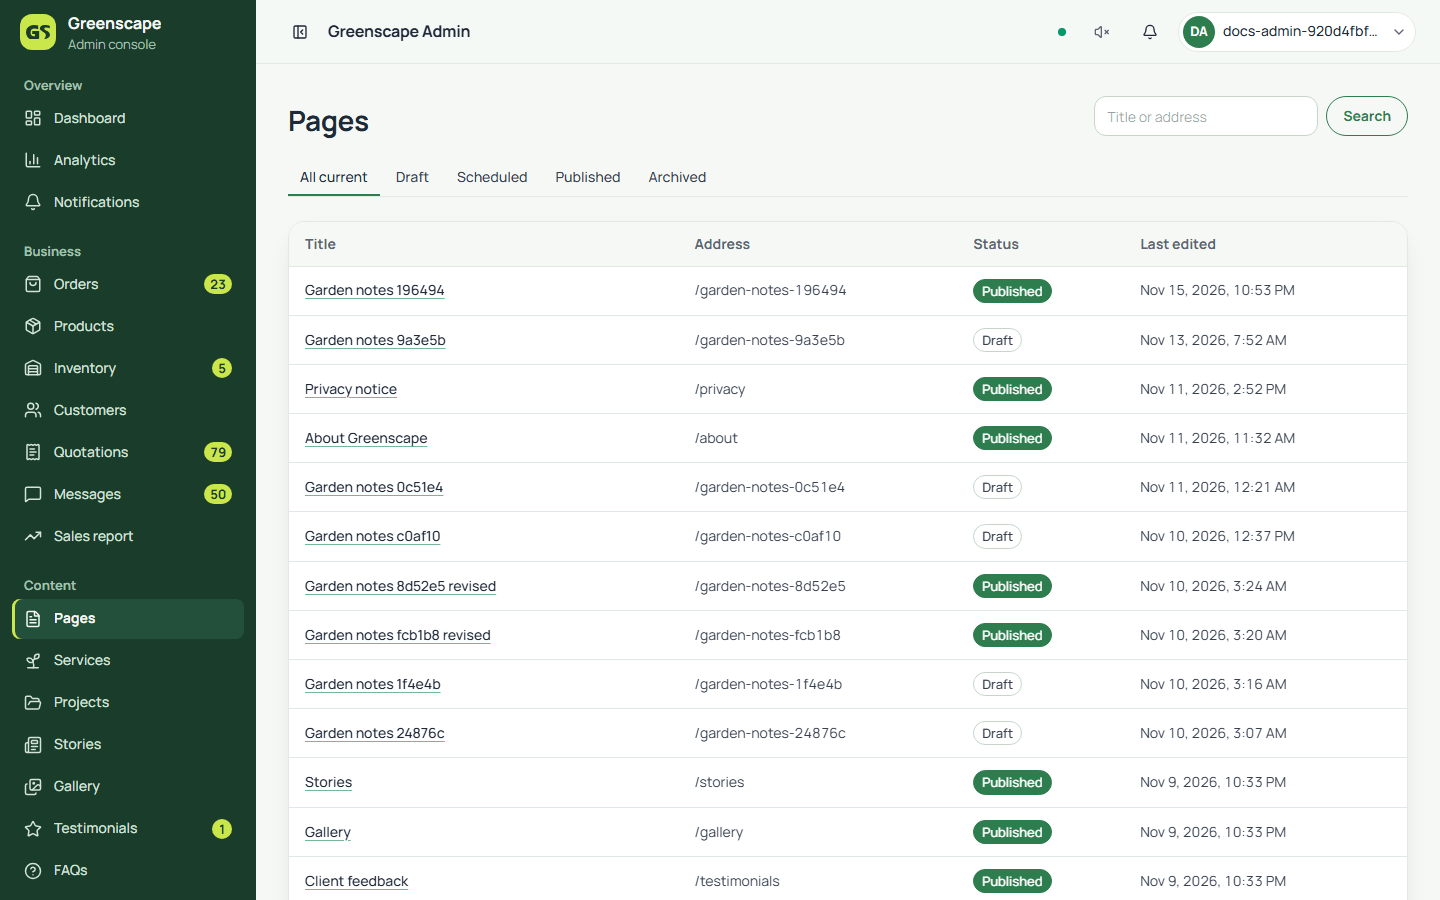 GS
Greenscape
Admin console
Overview
Dashboard
Analytics
Notifications
Business
Orders 23
Products
Inventory 5
Customers
Quotations 79
Messages 50
Sales report
Content
Pages
Services
Projects
Stories
Gallery
Testimonials 1
FAQs
Greenscape Admin
DA docs-admin-920d4fbf...
Pages
Title or address Search
All current Draft Scheduled Published Archived
Title Address Status Last edited
Garden notes 196494 /garden-notes-196494 Published Nov 15, 2026, 10:53 PM
Garden notes 9a3e5b /garden-notes-9a3e5b Draft Nov 13, 2026, 7:52 AM
Privacy notice /privacy Published Nov 11, 2026, 2:52 PM
About Greenscape /about Published Nov 11, 2026, 11:32 AM
Garden notes 0c51e4 /garden-notes-0c51e4 Draft Nov 11, 2026, 12:21 AM
Garden notes c0af10 /garden-notes-c0af10 Draft Nov 10, 2026, 12:37 PM
Garden notes 8d52e5 revised /garden-notes-8d52e5 Published Nov 10, 2026, 3:24 AM
Garden notes fcb1b8 revised /garden-notes-fcb1b8 Published Nov 10, 2026, 3:20 AM
Garden notes 1f4e4b /garden-notes-1f4e4b Draft Nov 10, 2026, 3:16 AM
Garden notes 24876c /garden-notes-24876c Draft Nov 10, 2026, 3:07 AM
Stories /stories Published Nov 9, 2026, 10:33 PM
Gallery /gallery Published Nov 9, 2026, 10:33 PM
Client feedback /testimonials Published Nov 9, 2026, 10:33 PM